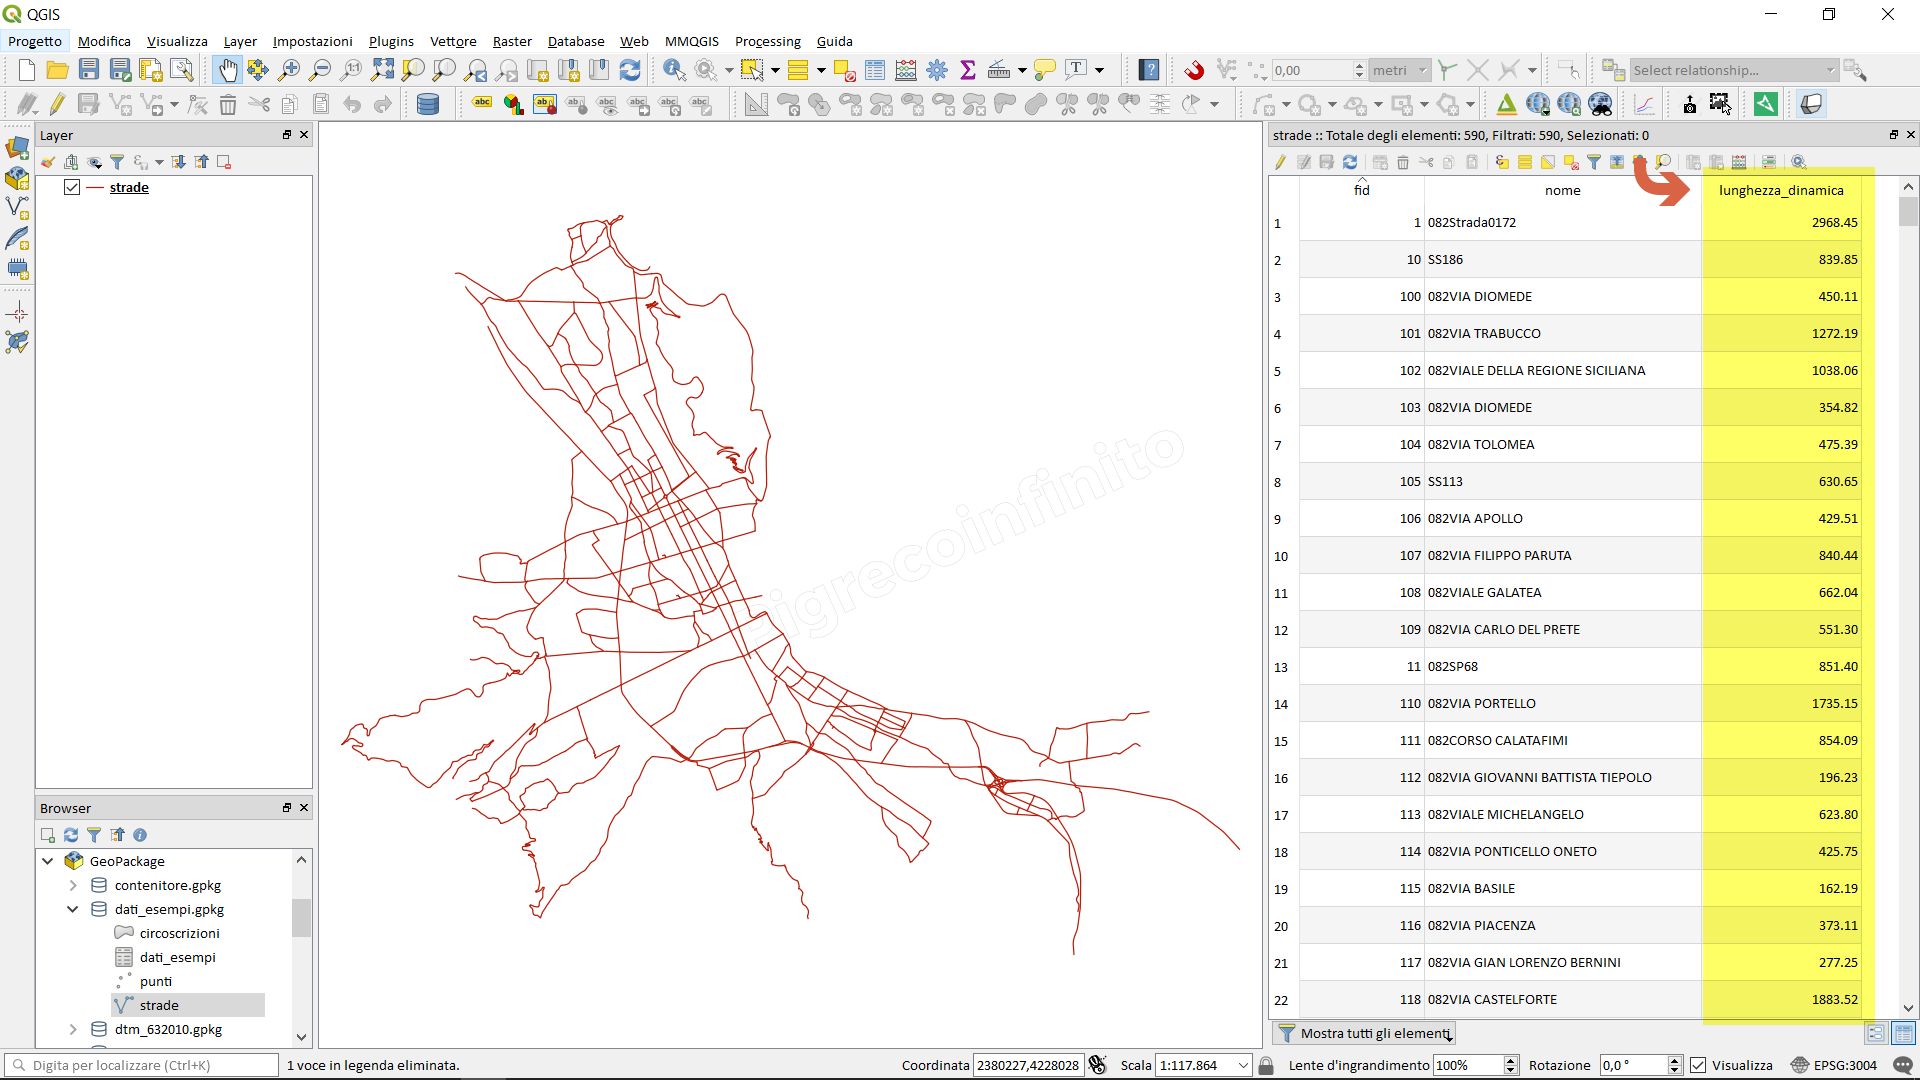 QGIS
Progetto Modifica Visualizza Layer Impostazioni Plugins Vettore Raster Database Web MMQGIS Processing Guida
0,00 metri Select relationship...
Layer
strade
strade :: Totale degli elementi: 590, Filtrati: 590, Selezionati: 0
fid nome lunghezza_dinamica
1 1 082Strada0172 2968.45
2 10 SS186 839.85
3 100 082VIA DIOMEDE 450.11
4 101 082VIA TRABUCCO 1272.19
5 102 082VIALE DELLA REGIONE SICILIANA 1038.06
6 103 082VIA DIOMEDE 354.82
7 104 082VIA TOLOMEA 475.39
8 105 SS113 630.65
9 106 082VIA APOLLO 429.51
10 107 082VIA FILIPPO PARUTA 840.44
11 108 082VIALE GALATEA 662.04
12 109 082VIA CARLO DEL PRETE 551.30
13 11 082SP68 851.40
14 110 082VIA PORTELLO 1735.15
15 111 082CORSO CALATAFIMI 854.09
16 112 082VIA GIOVANNI BATTISTA TIEPOLO 196.23
17 113 082VIALE MICHELANGELO 623.80
18 114 082VIA PONTICELLO ONETO 425.75
19 115 082VIA BASILE 162.19
20 116 082VIA PIACENZA 373.11
21 117 082VIA GIAN LORENZO BERNINI 277.25
22 118 082VIA CASTELFORTE 1883.52
Pigrecoinfinito
Browser
GeoPackage
contenitore.gpkg
dati_esempi.gpkg
circoscrizioni
dati_esempi
punti
strade
dtm_632010.gpkg
Mostra tutti gli elementi
Digita per localizzare (Ctrl+K) 1 voce in legenda eliminata. Coordinata 2380227,4228028 Scala 1:117.864 Lente d'ingrandimento 100% Rotazione 0,0 ° Visualizza EPSG:3004